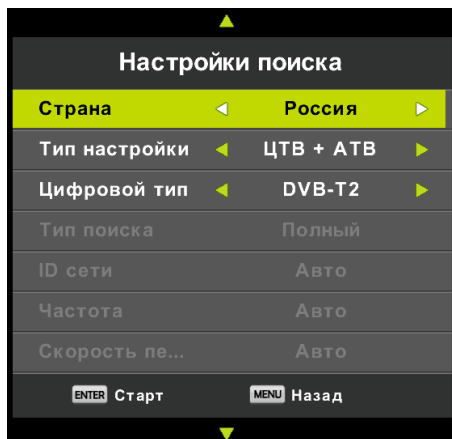 Настройки поиска
Страна Россия
Тип настройки ЦТВ + АТВ
Цифровой тип DVB-T2
Тип поиска Полный
ID сети Авто
Частота Авто
Скорость пе... Авто
ENTER Старт MENU Назад